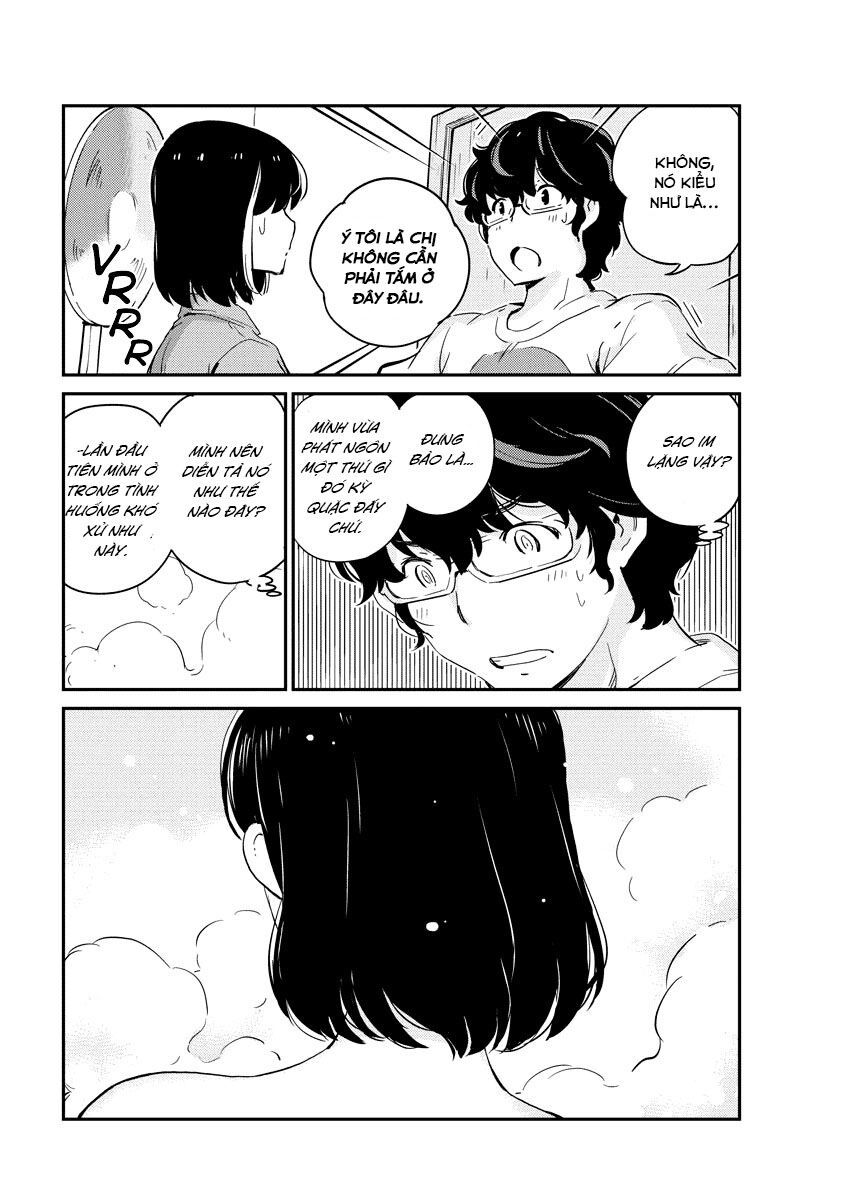 KHÔNG,
NÓ KIỂU
NHƯ LÀ...
Ý TÔI LÀ CHỊ
KHÔNG CẦN
PHẢI TẮM Ở
ĐÂY ĐÂU.
VRRR
SAO IM
LẶNG VẬY?
ĐỪNG
BẢO LÀ...
MÌNH VỪA
PHÁT NGÔN
MỘT THỨ GÌ
ĐÓ KỲ
QUẶC ĐẤY
CHỨ.
MÌNH NÊN
DIỄN TẢ NÓ
NHƯ THẾ
NÀO ĐÂY?
-LẦN ĐẦU
TIÊN MÌNH Ở
TRONG TÌNH
HUỐNG KHÓ
XỬ NHƯ
NÀY.